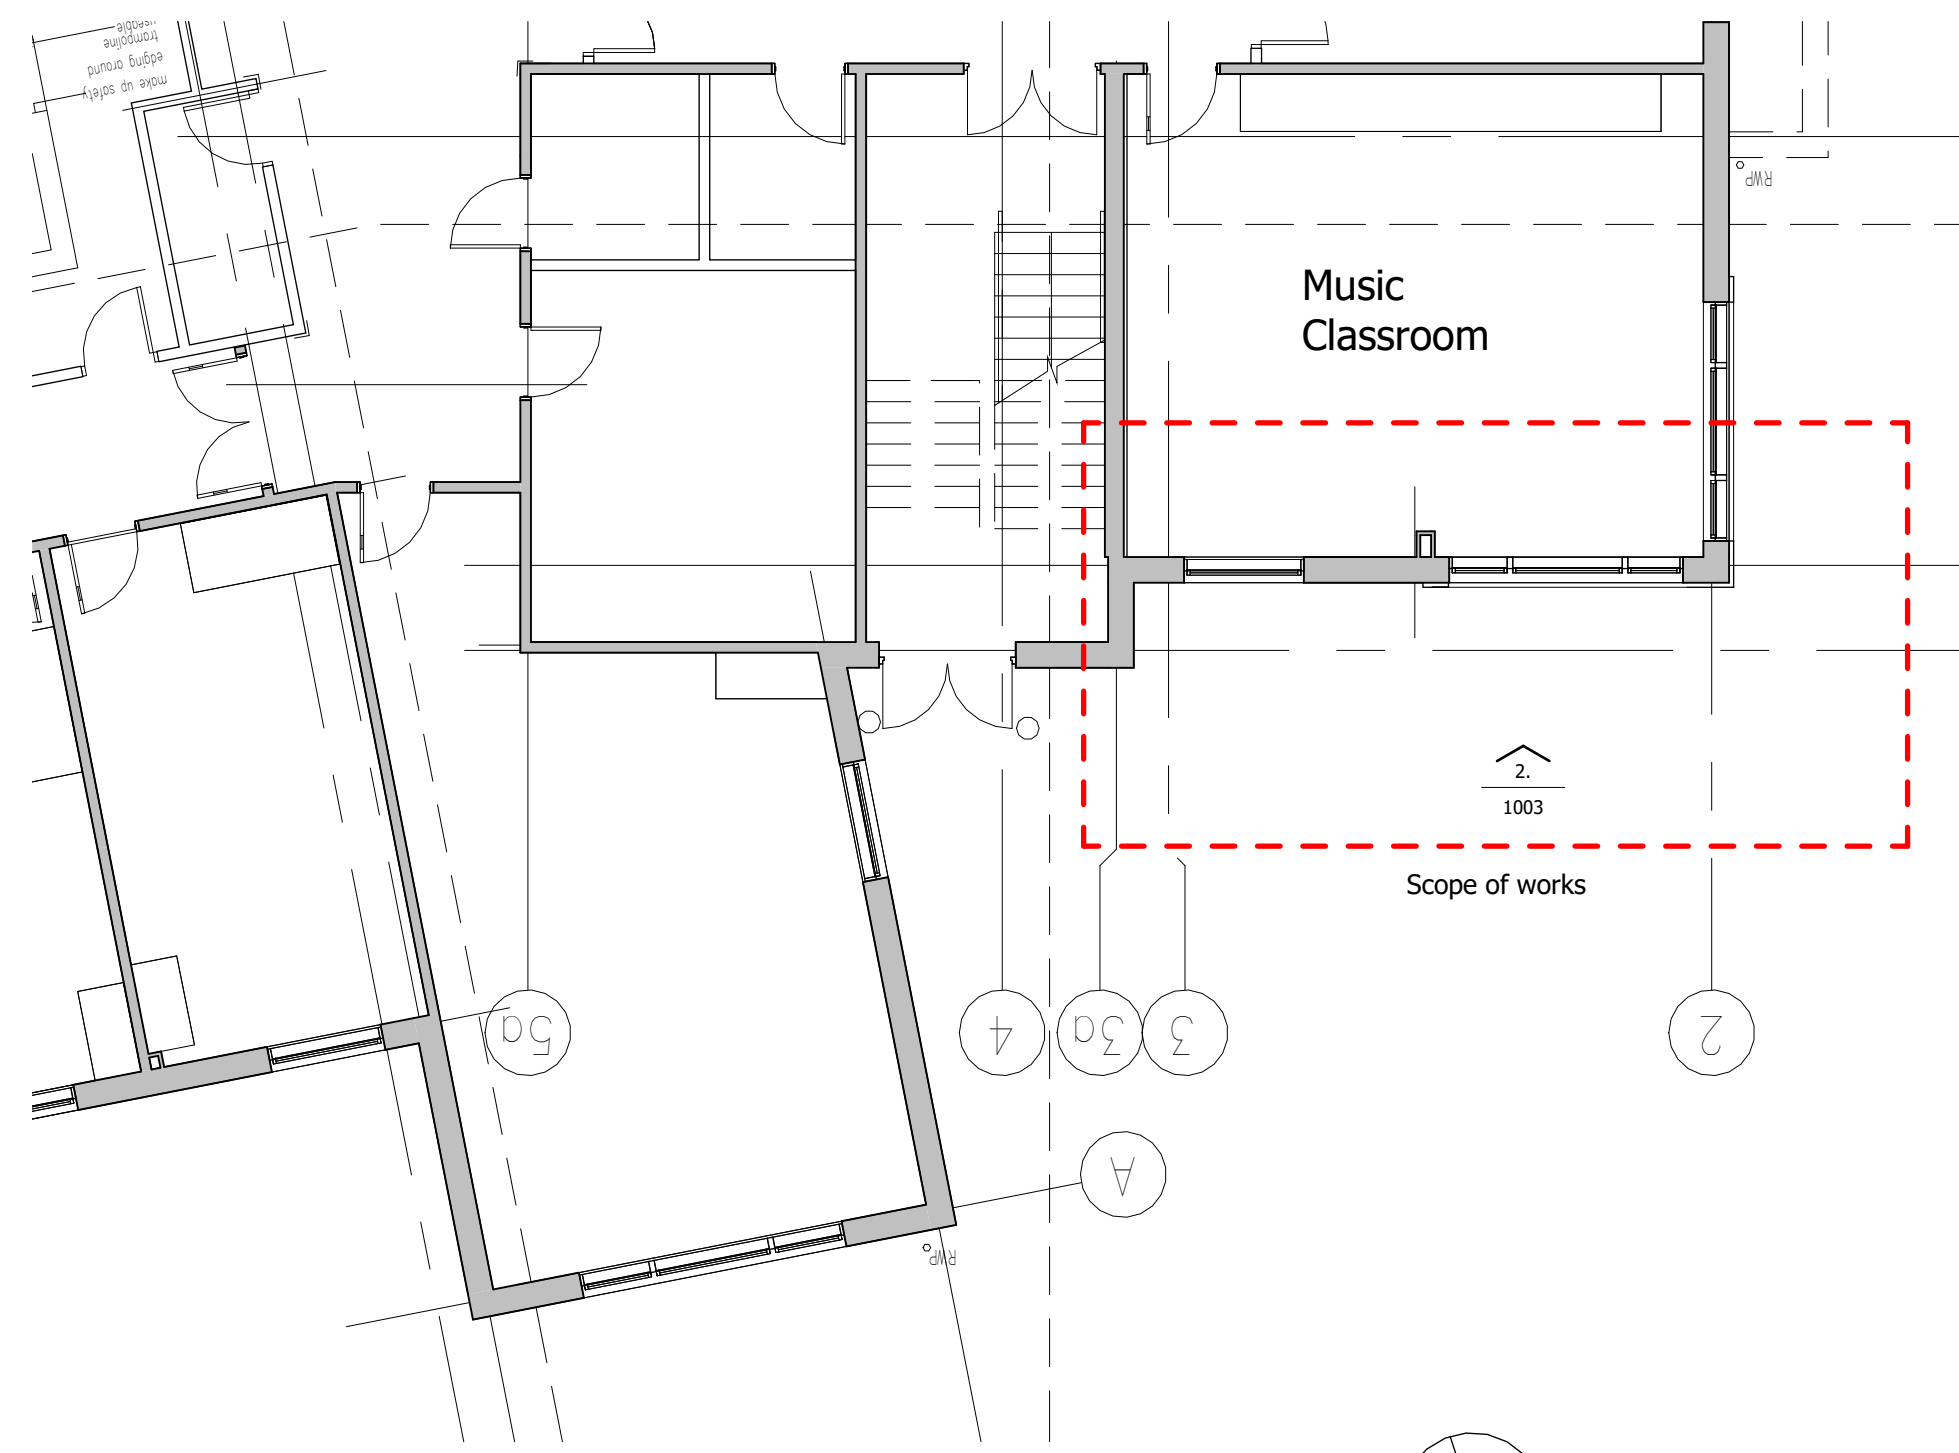 make up safety
edging around
trampoline
useable
RWP
Music
Classroom
2.
1003
Scope of works
5a
4
3a
3
2
A
RWP